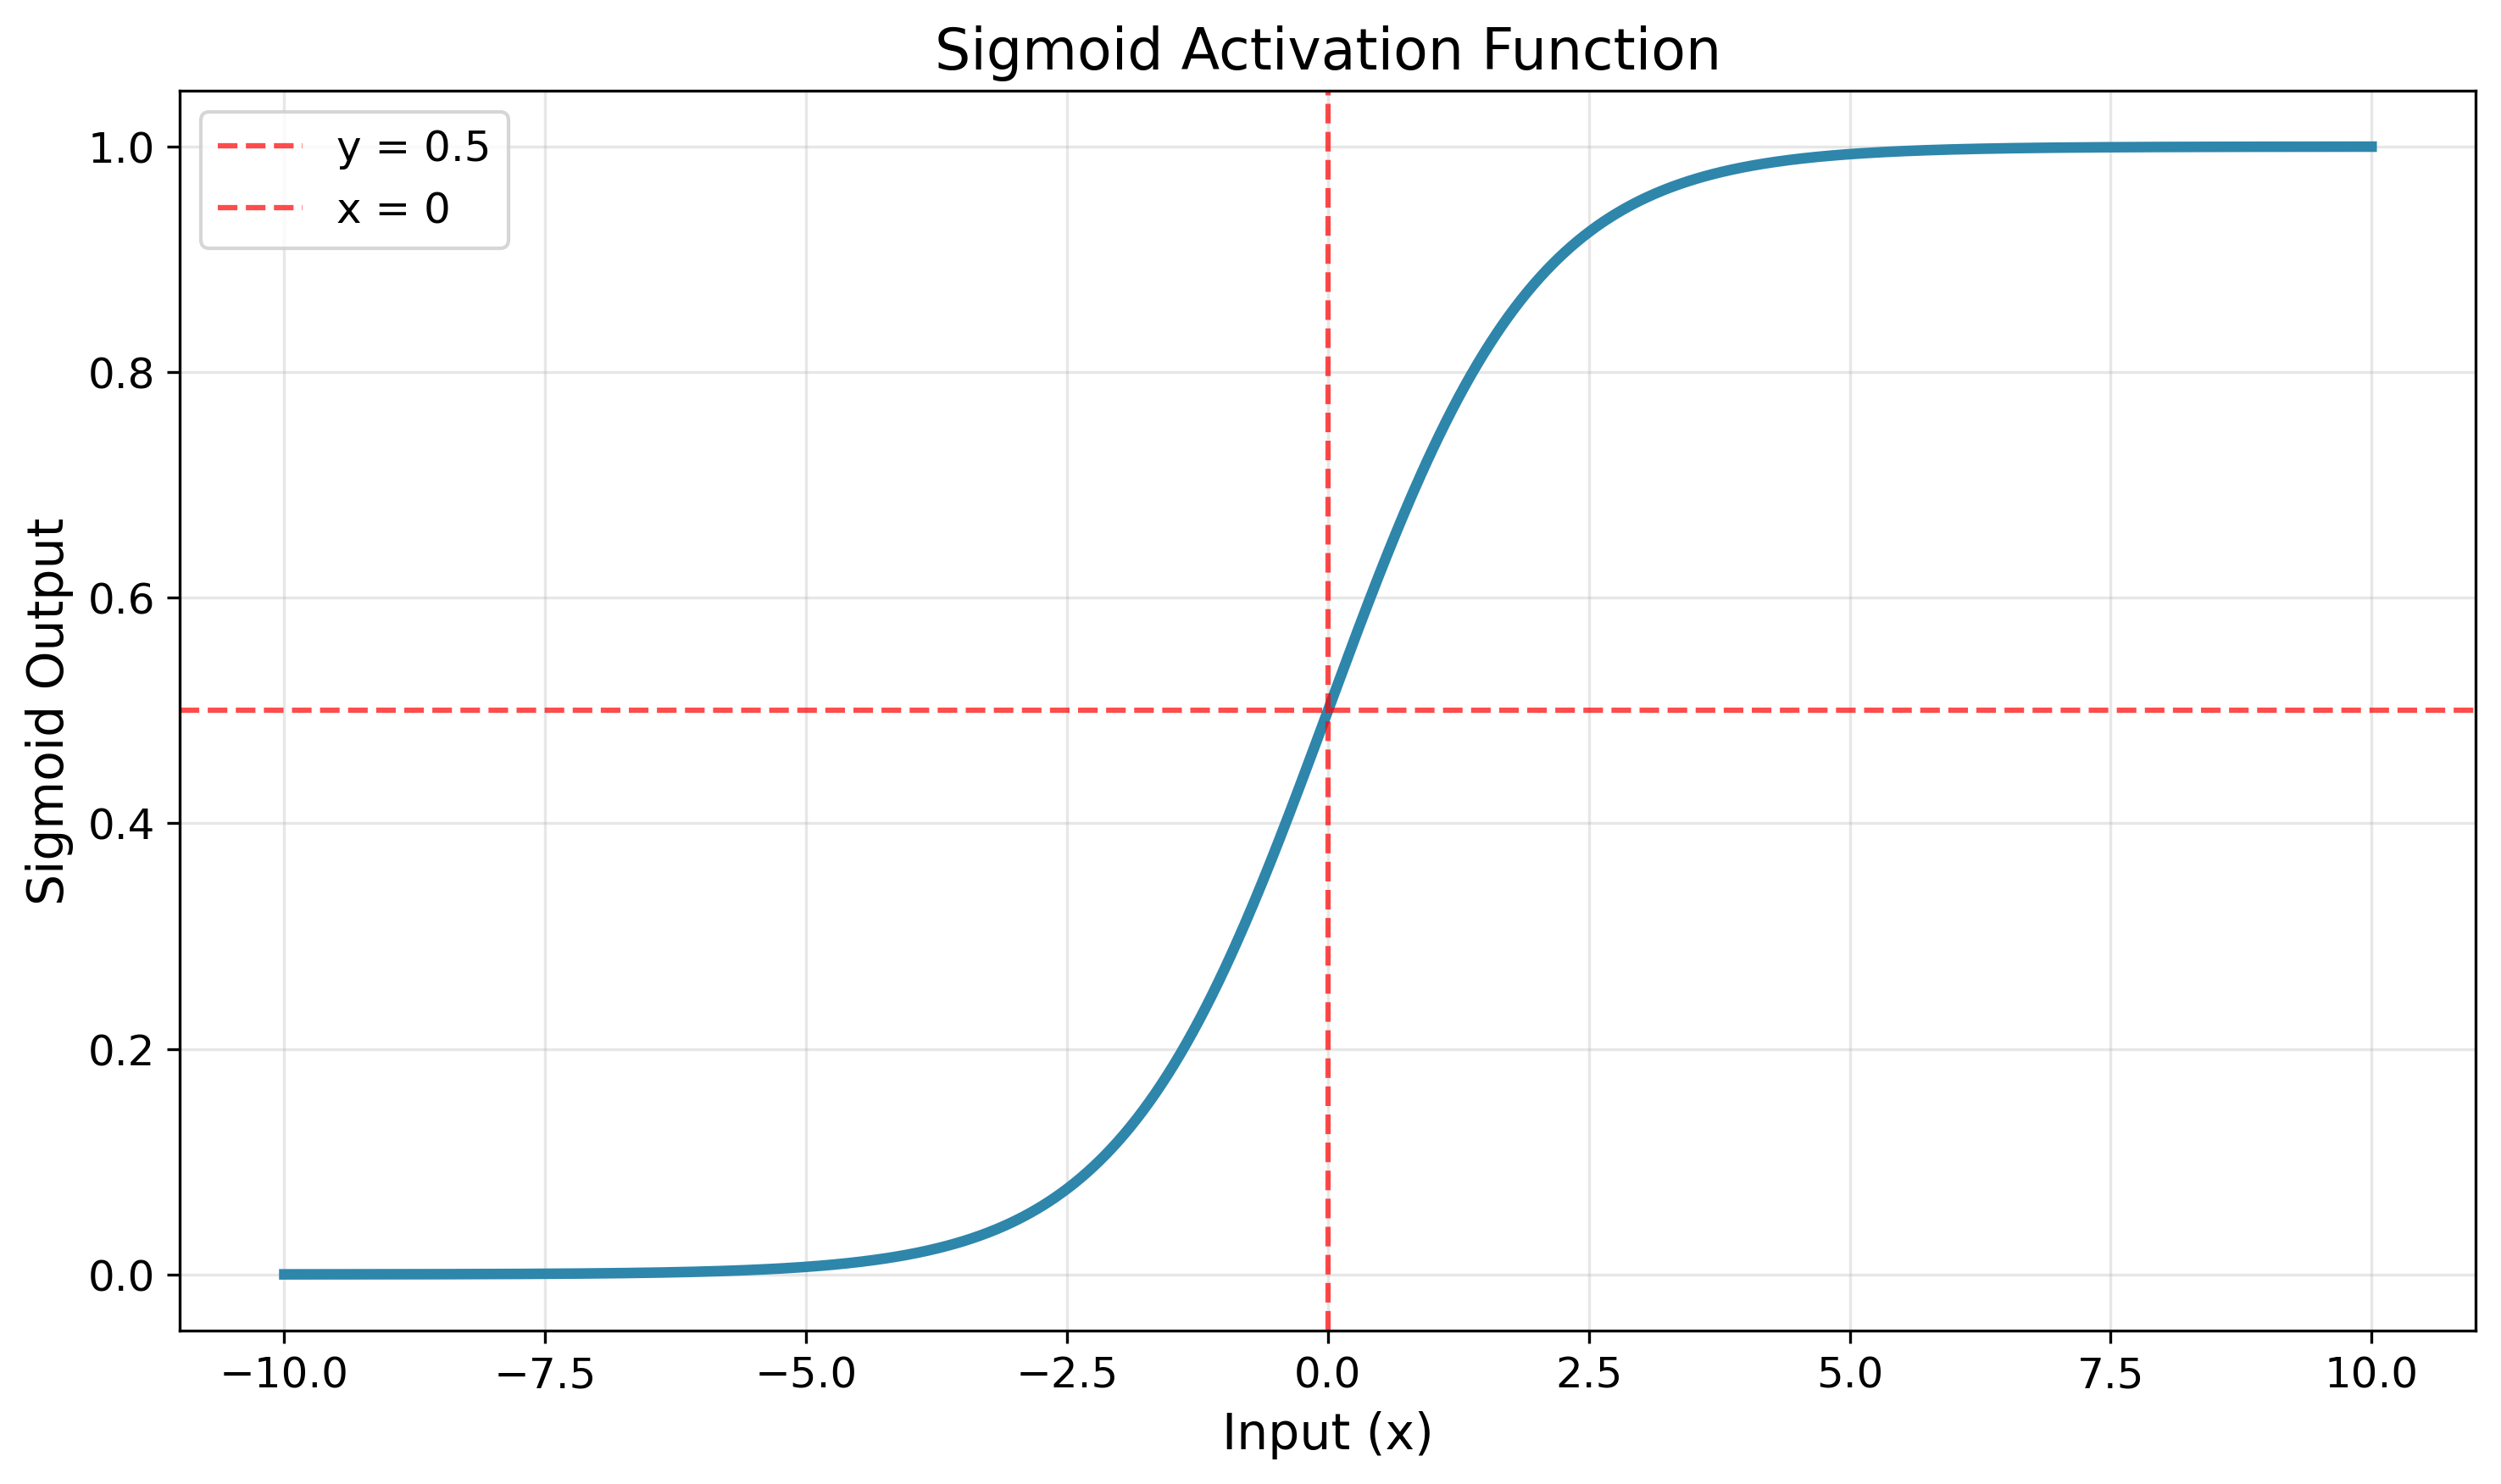 Sigmoid Activation Function
y = 0.5
x = 0
Sigmoid Output
1.0
0.8
0.6
0.4
0.2
0.0
−10.0 −7.5 −5.0 −2.5 0.0 2.5 5.0 7.5 10.0
Input (x)